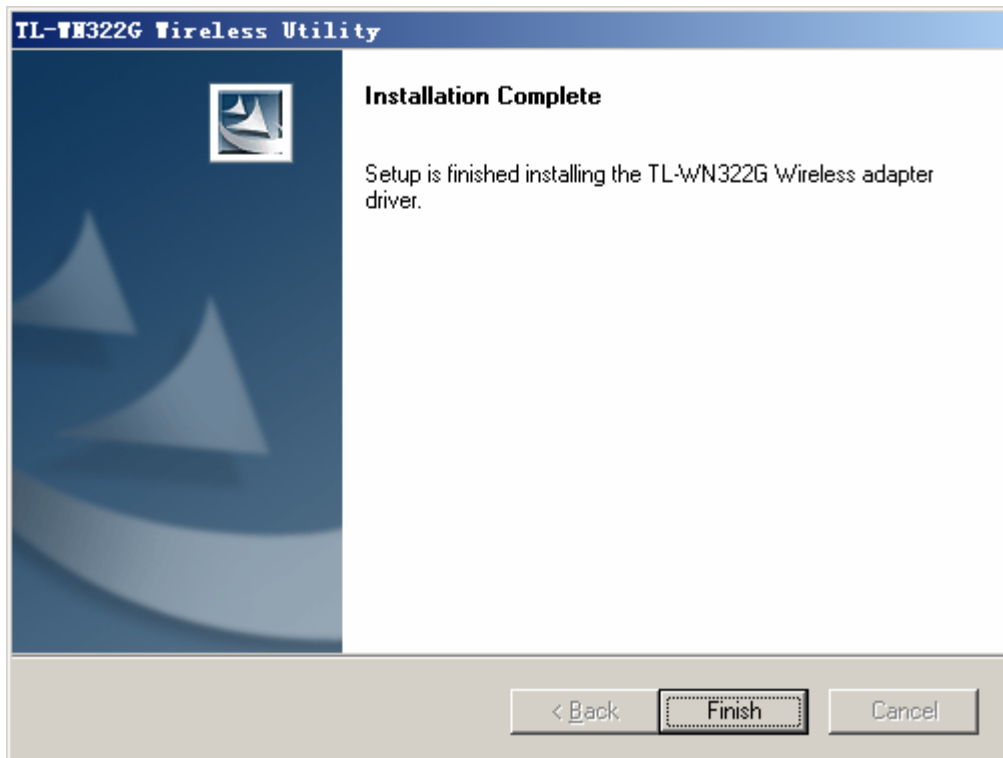 TL-WN322G Wireless Utility
Installation Complete
Setup is finished installing the TL-WN322G Wireless adapter
driver.
< Back
Finish
Cancel